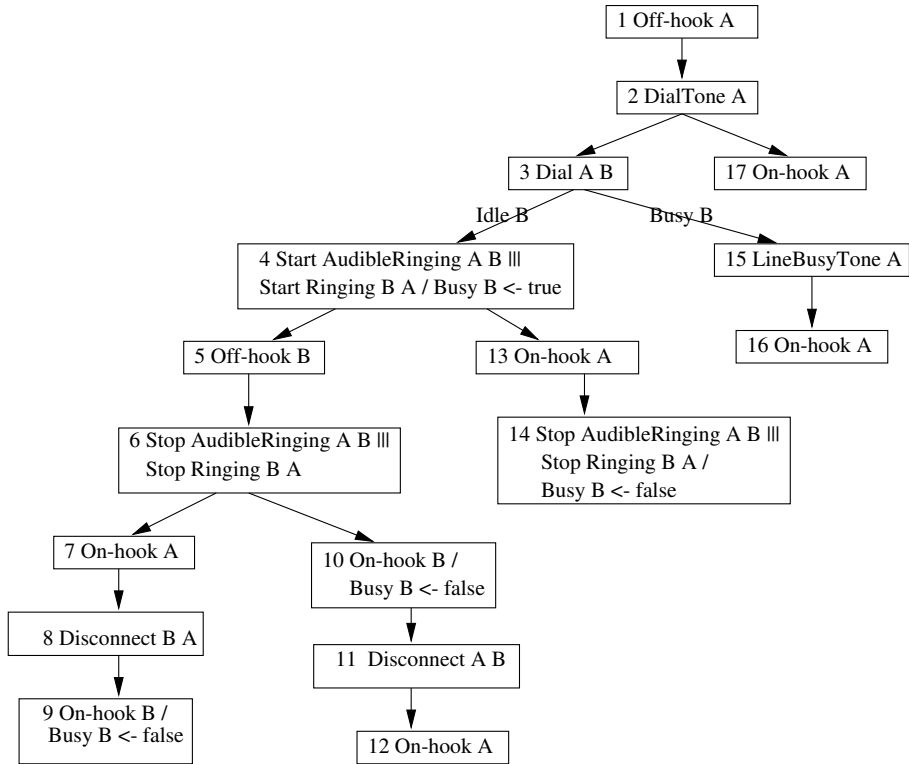 1 Off-hook A
2 DialTone A
3 Dial A B
17 On-hook A
Idle B
Busy B
4 Start AudibleRinging A B |||
Start Ringing B A / Busy B <- true
15 LineBusyTone A
5 Off-hook B
13 On-hook A
16 On-hook A
6 Stop AudibleRinging A B |||
Stop Ringing B A
14 Stop AudibleRinging A B |||
Stop Ringing B A /
Busy B <- false
7 On-hook A
10 On-hook B /
Busy B <- false
8 Disconnect B A
11 Disconnect A B
9 On-hook B /
Busy B <- false
12 On-hook A